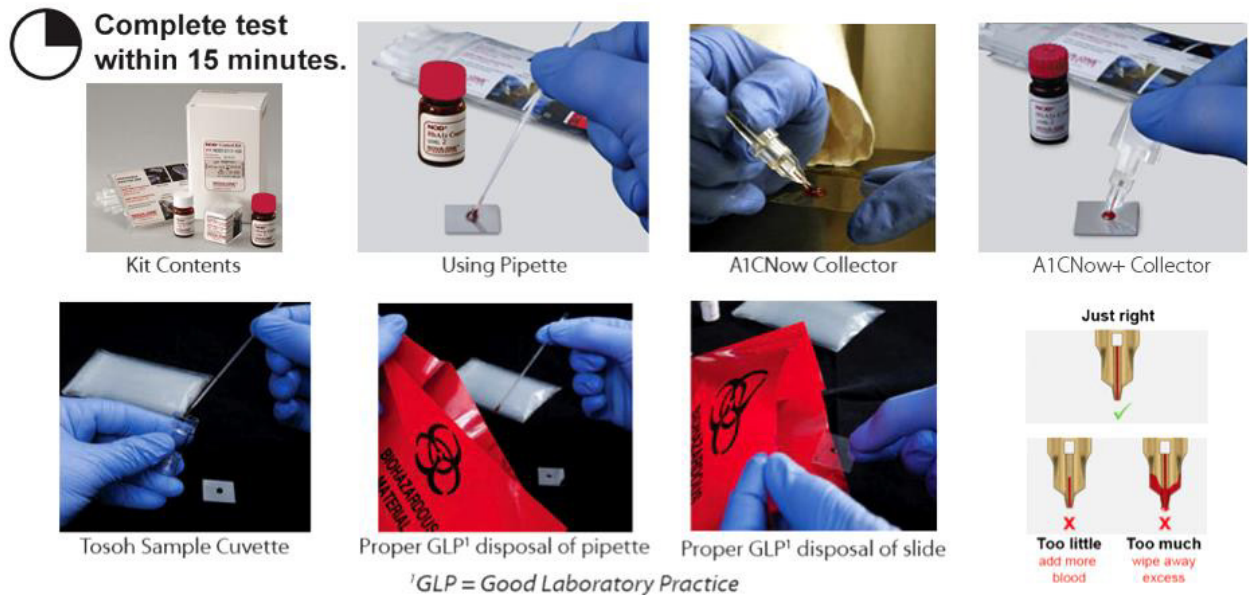 Complete test
within 15 minutes.
Kit Contents
Using Pipette
A1CNow Collector
A1CNow+ Collector
Tosoh Sample Cuvette
BIOHAZARDOUS
MATERIAL
Proper GLP¹ disposal of pipette
Proper GLP¹ disposal of slide
Just right
✓
X
X
Too little
add more
blood
Too much
wipe away
excess
¹GLP = Good Laboratory Practice